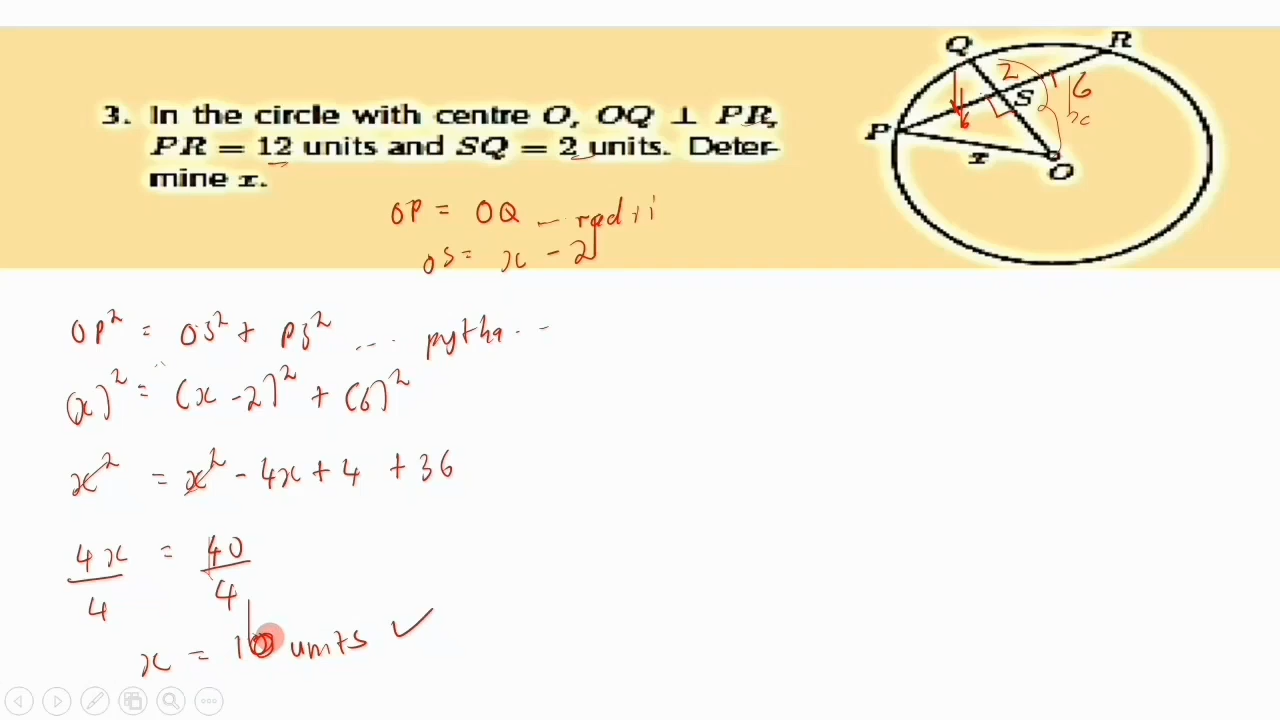 3. In the circle with centre O, OQ ⊥ PR,
PR = 12 units and SQ = 2 units. Deter-
mine x.
Q
R
2
S
6
x
6
P
x
O
OP = OQ ... radii
OS = x - 2
OP² = OS² + PS² .... pytha...
(x)² = (x - 2)² + (6)²
x² = x² - 4x + 4 + 36
4x = 40
4 4
x = 10 units ✓